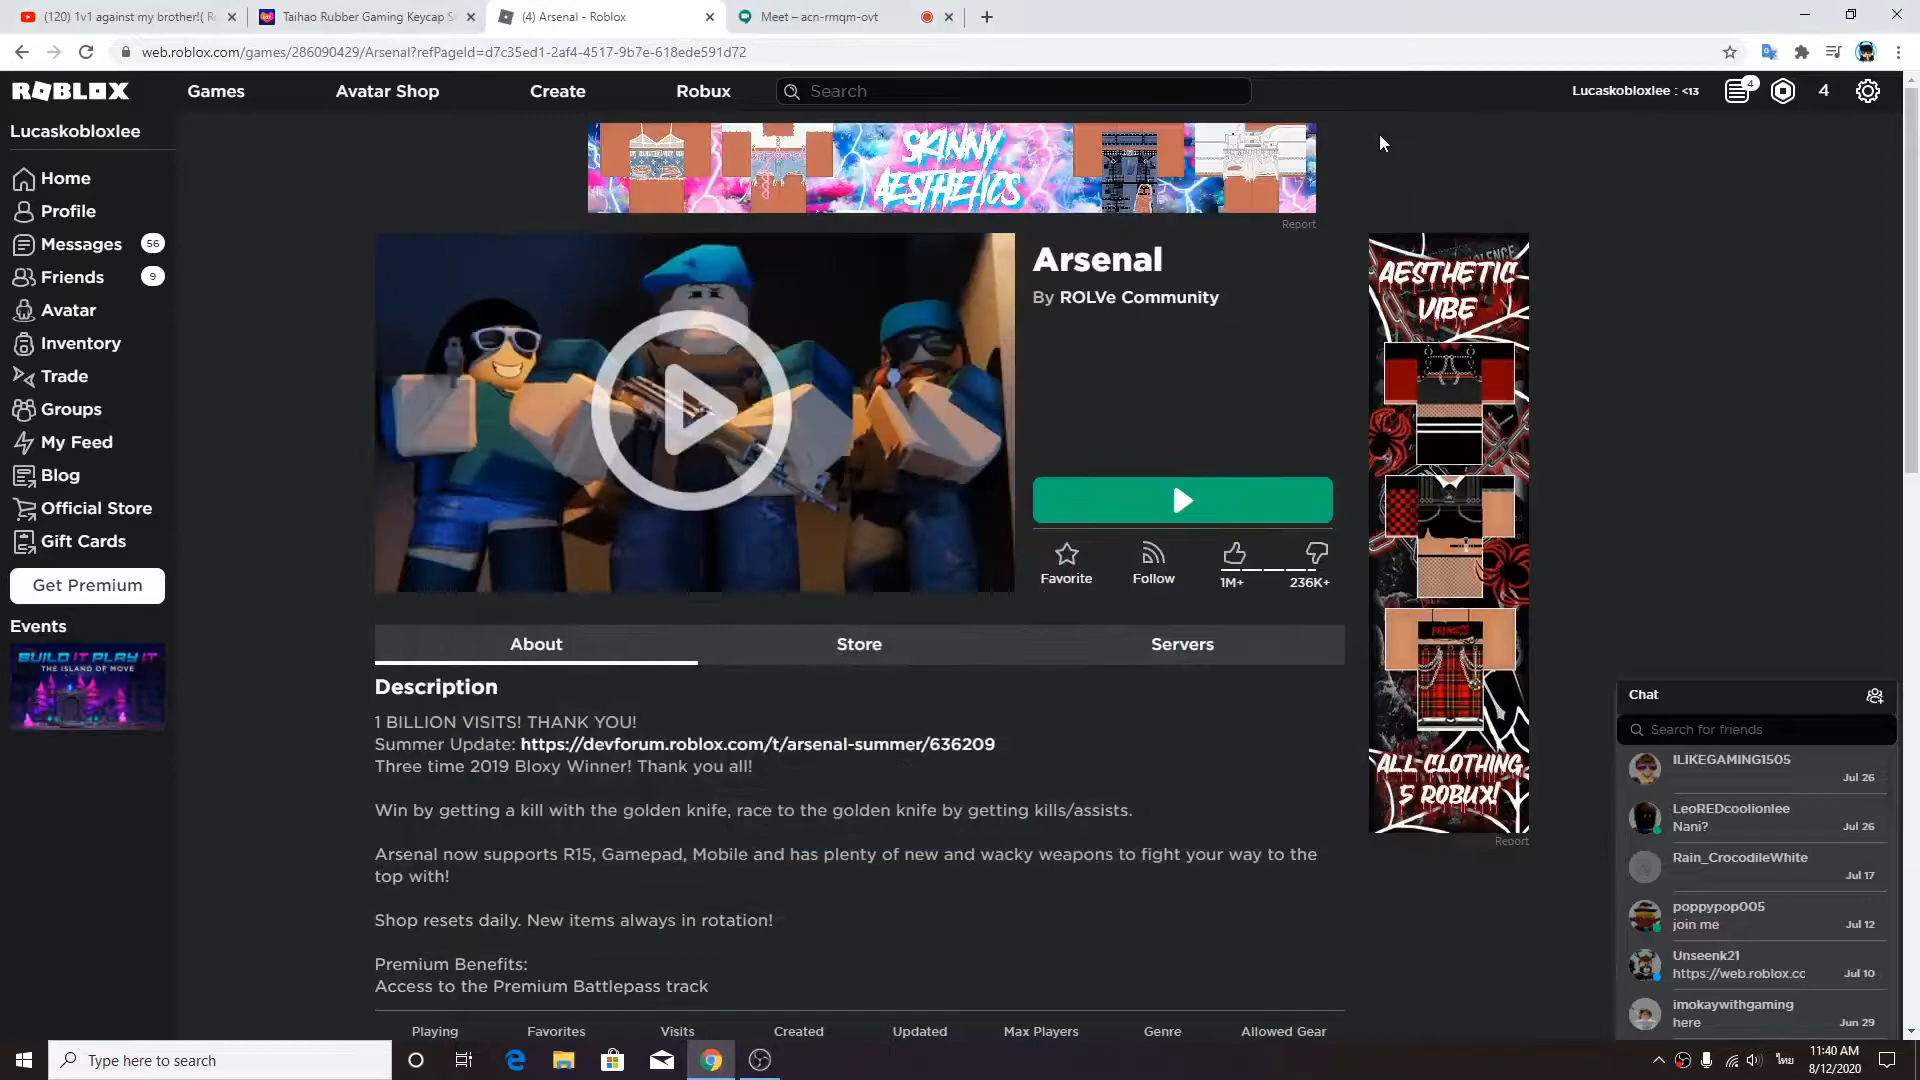 (120) 1v1 against my brother!( R
Taihao Rubber Gaming Keycap S
(4) Arsenal - Roblox
Meet – acn-rmqm-ovt
web.roblox.com/games/286090429/Arsenal?refPageId=d7c35ed1-2af4-4517-9b7e-618ede591d72
ROBLOX
Games
Avatar Shop
Create
Robux
Search
Lucaskobloxlee : <13
4
4
Lucaskobloxlee
Home
Profile
Messages 56
Friends 9
Avatar
Inventory
Trade
Groups
My Feed
Blog
Official Store
Gift Cards
Get Premium
Events
BUILD IT PLAY IT
THE ISLAND OF MOVE
SKINNY
AESTHETICS
Report
Arsenal
By ROLVe Community
Favorite
Follow
1M+
236K+
About
Store
Servers
Description
1 BILLION VISITS! THANK YOU!
Summer Update: https://devforum.roblox.com/t/arsenal-summer/636209
Three time 2019 Bloxy Winner! Thank you all!
Win by getting a kill with the golden knife, race to the golden knife by getting kills/assists.
Arsenal now supports R15, Gamepad, Mobile and has plenty of new and wacky weapons to fight your way to the
top with!
Shop resets daily. New items always in rotation!
Premium Benefits:
Access to the Premium Battlepass track
Playing
Favorites
Visits
Created
Updated
Max Players
Genre
Allowed Gear
AESTHETIC
VIBE
ALL CLOTHING
5 ROBUX!
Report
Chat
Search for friends
ILIKEGAMING1505
Jul 26
LeoREDcoolionlee
Nani? Jul 26
Rain_CrocodileWhite
Jul 17
poppypop005
join me Jul 12
Unseenk21
https://web.roblox.cc Jul 10
imokaywithgaming
here Jun 29
Type here to search
ไทย
11:40 AM
8/12/2020